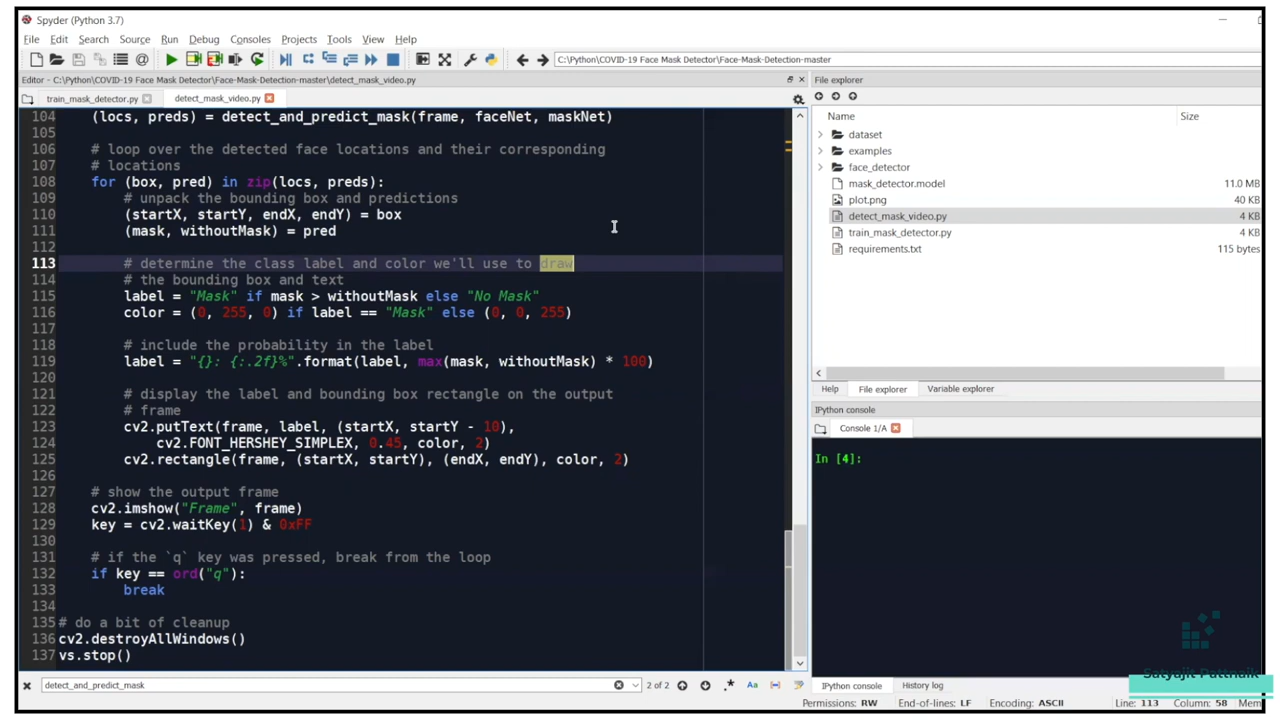 Spyder (Python 3.7)
File Edit Search Source Run Debug Consoles Projects Tools View Help
C:\Python\COVID-19 Face Mask Detector\Face-Mask-Detection-master
Editor - C:\Python\COVID-19 Face Mask Detector\Face-Mask-Detection-master\detect_mask_video.py
train_mask_detector.py detect_mask_video.py
104 (locs, preds) = detect_and_predict_mask(frame, faceNet, maskNet)
105
106 # loop over the detected face locations and their corresponding
107 # locations
108 for (box, pred) in zip(locs, preds):
109 # unpack the bounding box and predictions
110 (startX, startY, endX, endY) = box
111 (mask, withoutMask) = pred
112
113 # determine the class label and color we'll use to draw
114 # the bounding box and text
115 label = "Mask" if mask > withoutMask else "No Mask"
116 color = (0, 255, 0) if label == "Mask" else (0, 0, 255)
117
118 # include the probability in the label
119 label = "{}: {:.2f}%".format(label, max(mask, withoutMask) * 100)
120
121 # display the label and bounding box rectangle on the output
122 # frame
123 cv2.putText(frame, label, (startX, startY - 10),
124 cv2.FONT_HERSHEY_SIMPLEX, 0.45, color, 2)
125 cv2.rectangle(frame, (startX, startY), (endX, endY), color, 2)
126
127 # show the output frame
128 cv2.imshow("Frame", frame)
129 key = cv2.waitKey(1) & 0xFF
130
131 # if the `q` key was pressed, break from the loop
132 if key == ord("q"):
133 break
134
135 # do a bit of cleanup
136 cv2.destroyAllWindows()
137 vs.stop()
detect_and_predict_mask 2 of 2 .* Aa
File explorer
Name Size
dataset
examples
face_detector
mask_detector.model 11.0 MB
plot.png 40 KB
detect_mask_video.py 4 KB
train_mask_detector.py 4 KB
requirements.txt 115 bytes
Help File explorer Variable explorer
IPython console
Console 1/A
In [4]:
Satyajit Pattnaik
IPython console History log
Permissions: RW End-of-lines: LF Encoding: ASCII Line: 113 Column: 58 Mem